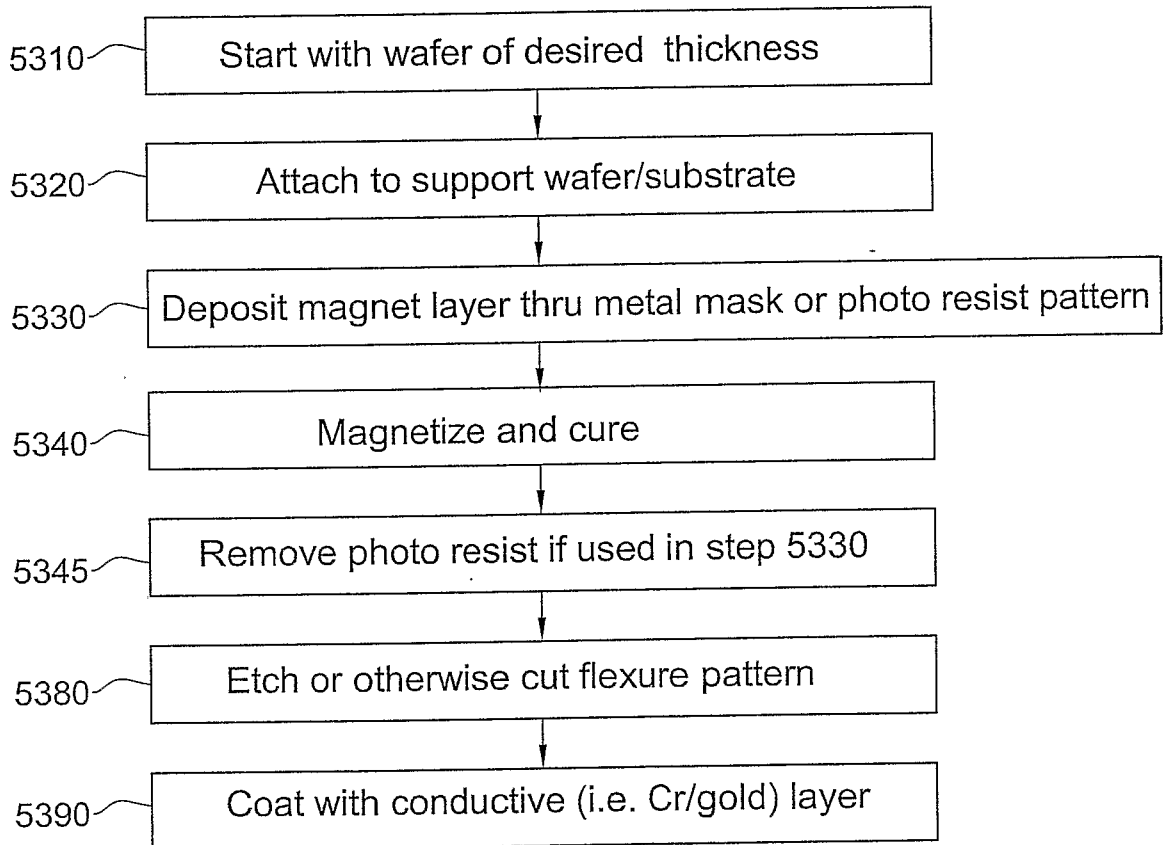 5310 Start with wafer of desired thickness
5320 Attach to support wafer/substrate
5330 Deposit magnet layer thru metal mask or photo resist pattern
5340 Magnetize and cure
5345 Remove photo resist if used in step 5330
5380 Etch or otherwise cut flexure pattern
5390 Coat with conductive (i.e. Cr/gold) layer